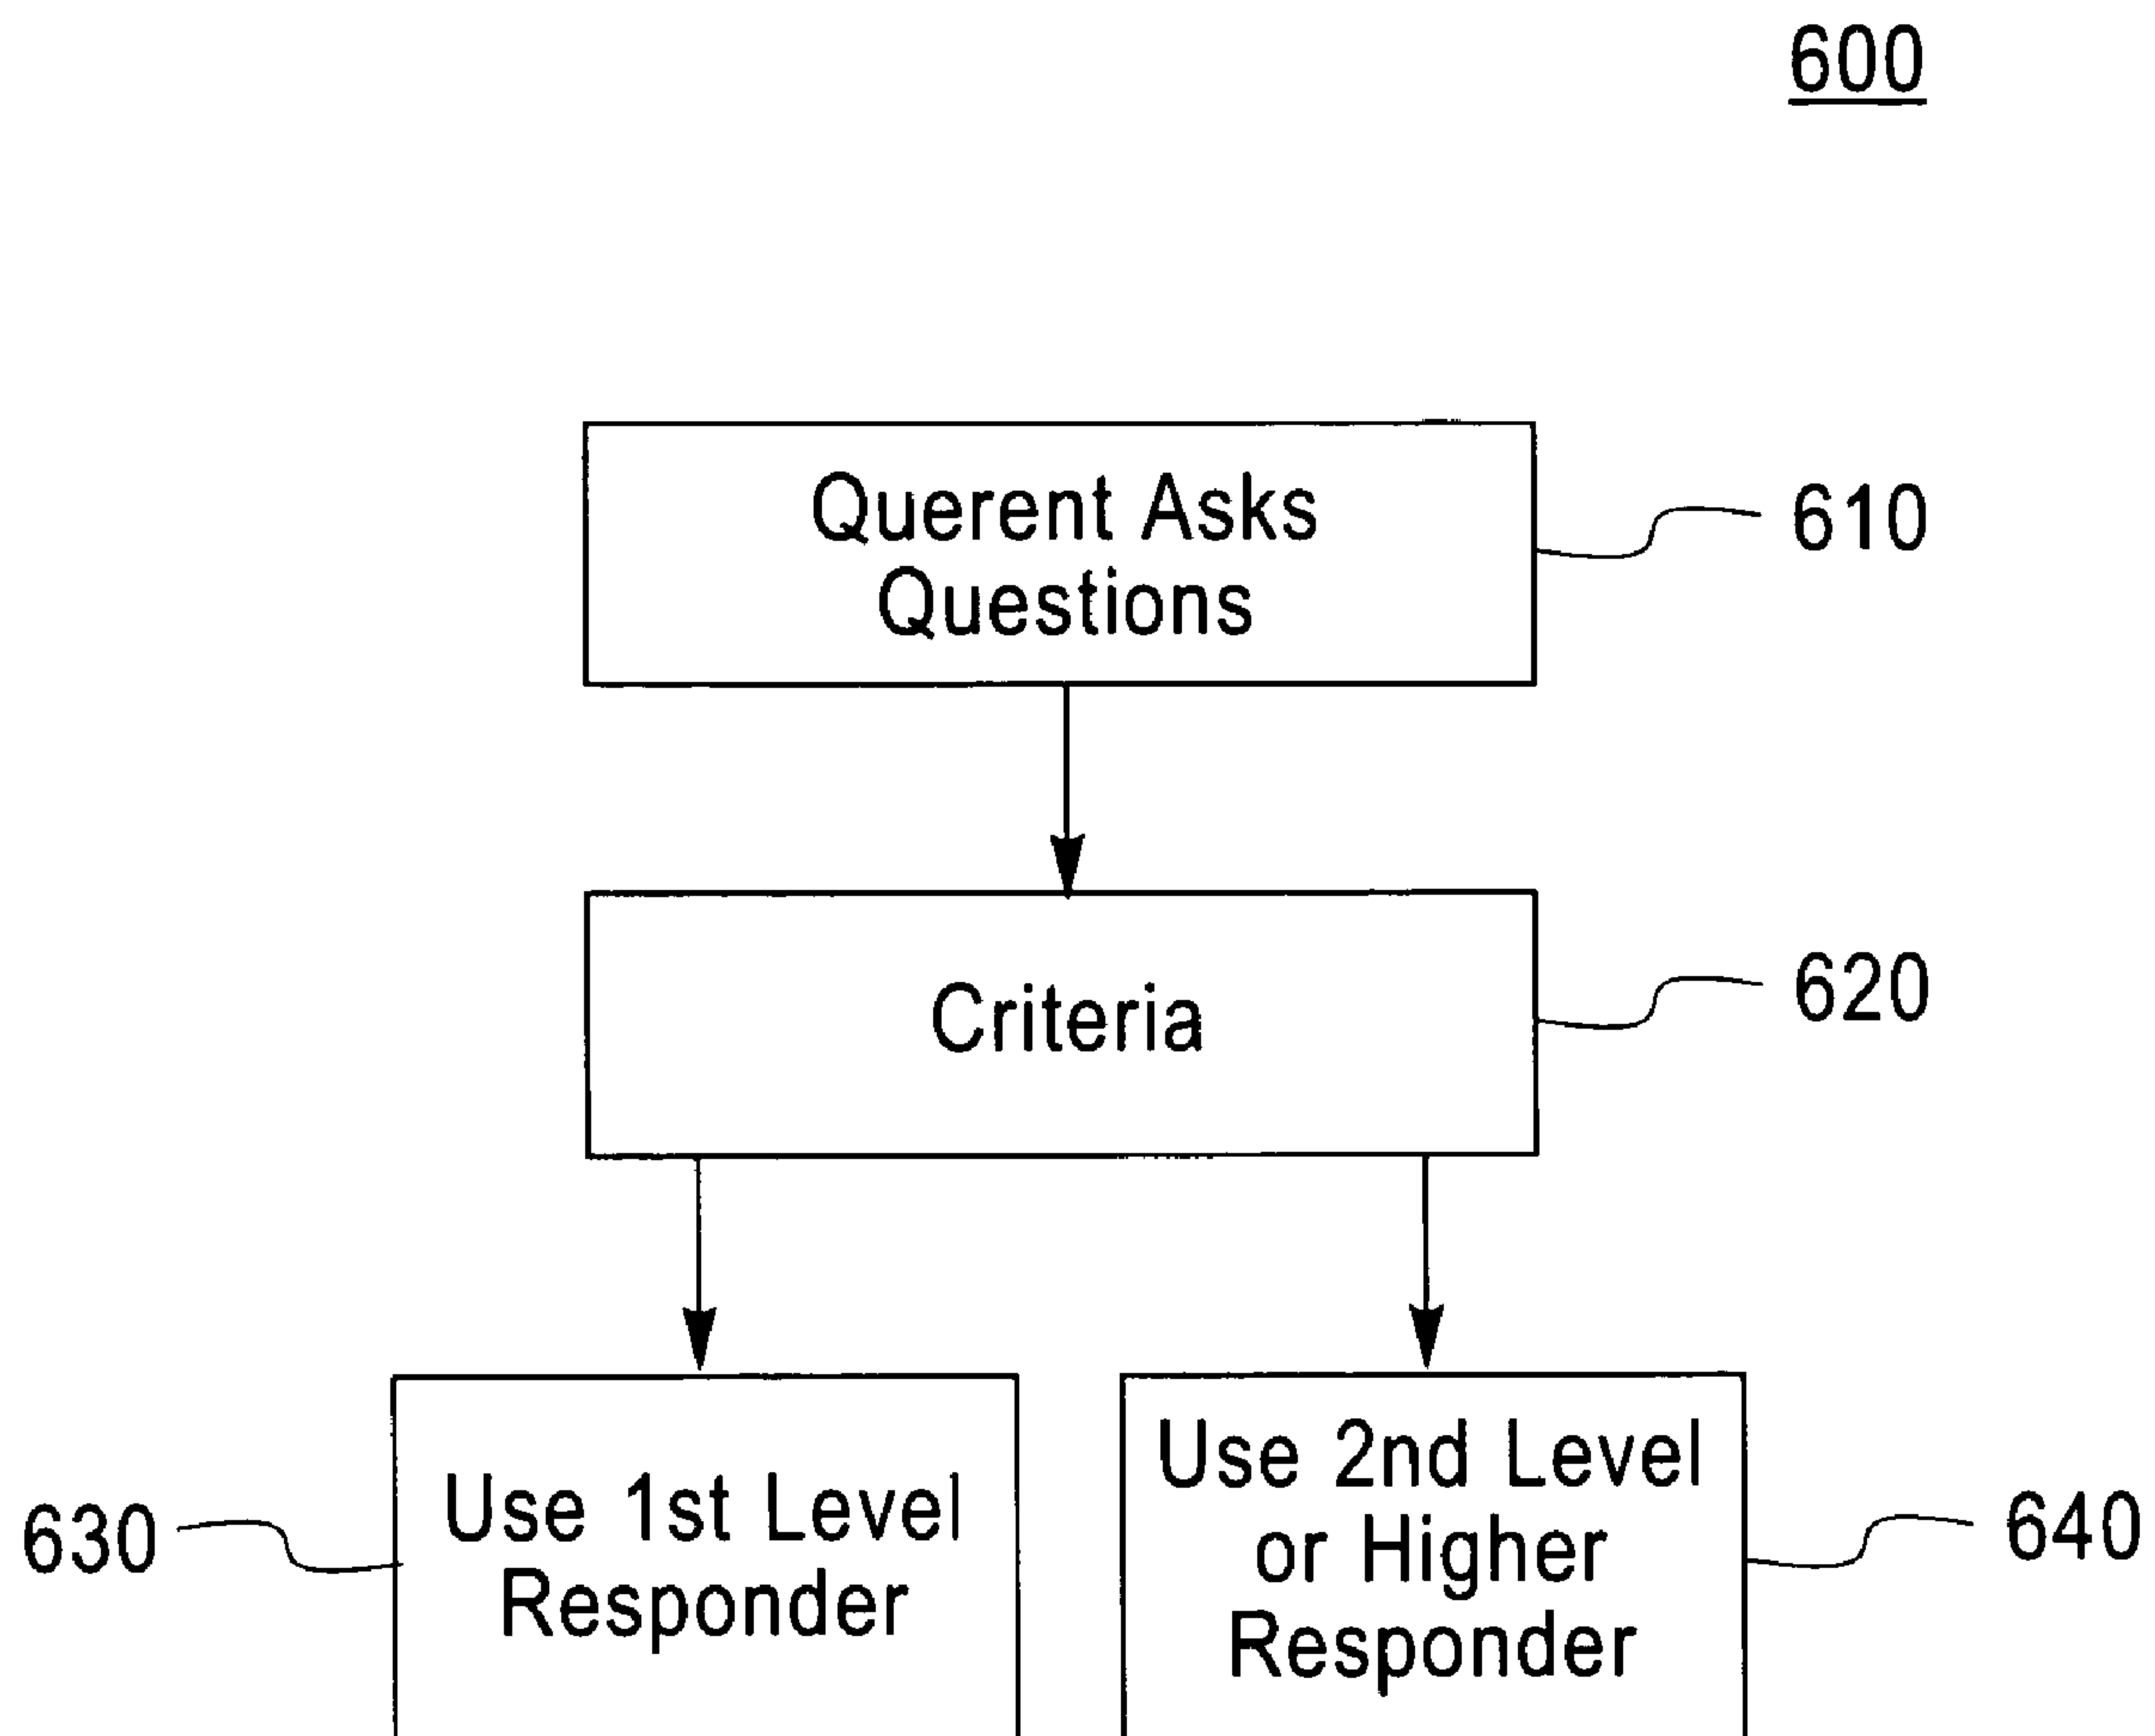 600
Querent Asks
Questions
610
Criteria
620
Use 1st Level
Responder
630
Use 2nd Level
or Higher
Responder
640